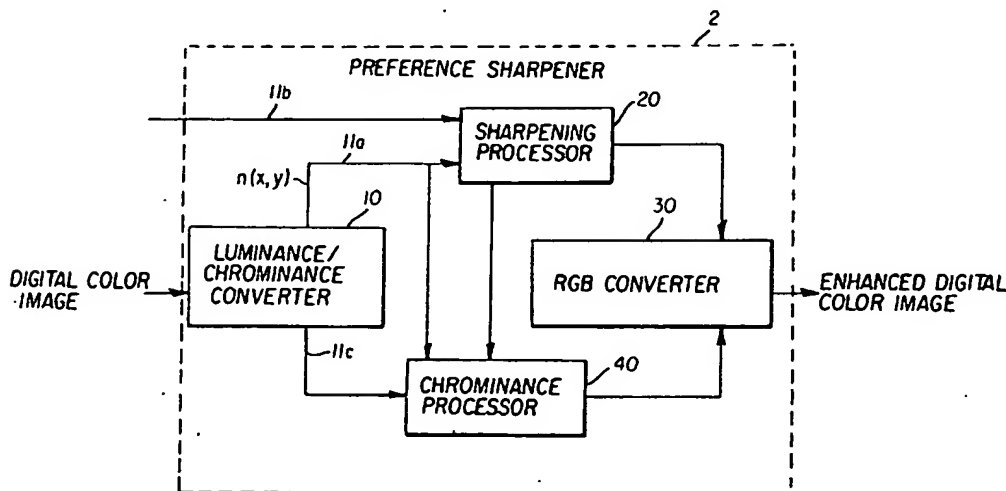 2
PREFERENCE SHARPENER
11b
20
SHARPENING
PROCESSOR
11a
n(x,y)
10
30
LUMINANCE/
CHROMINANCE
CONVERTER
RGB CONVERTER
DIGITAL COLOR
IMAGE
ENHANCED DIGITAL
COLOR IMAGE
11c
40
CHROMINANCE
PROCESSOR